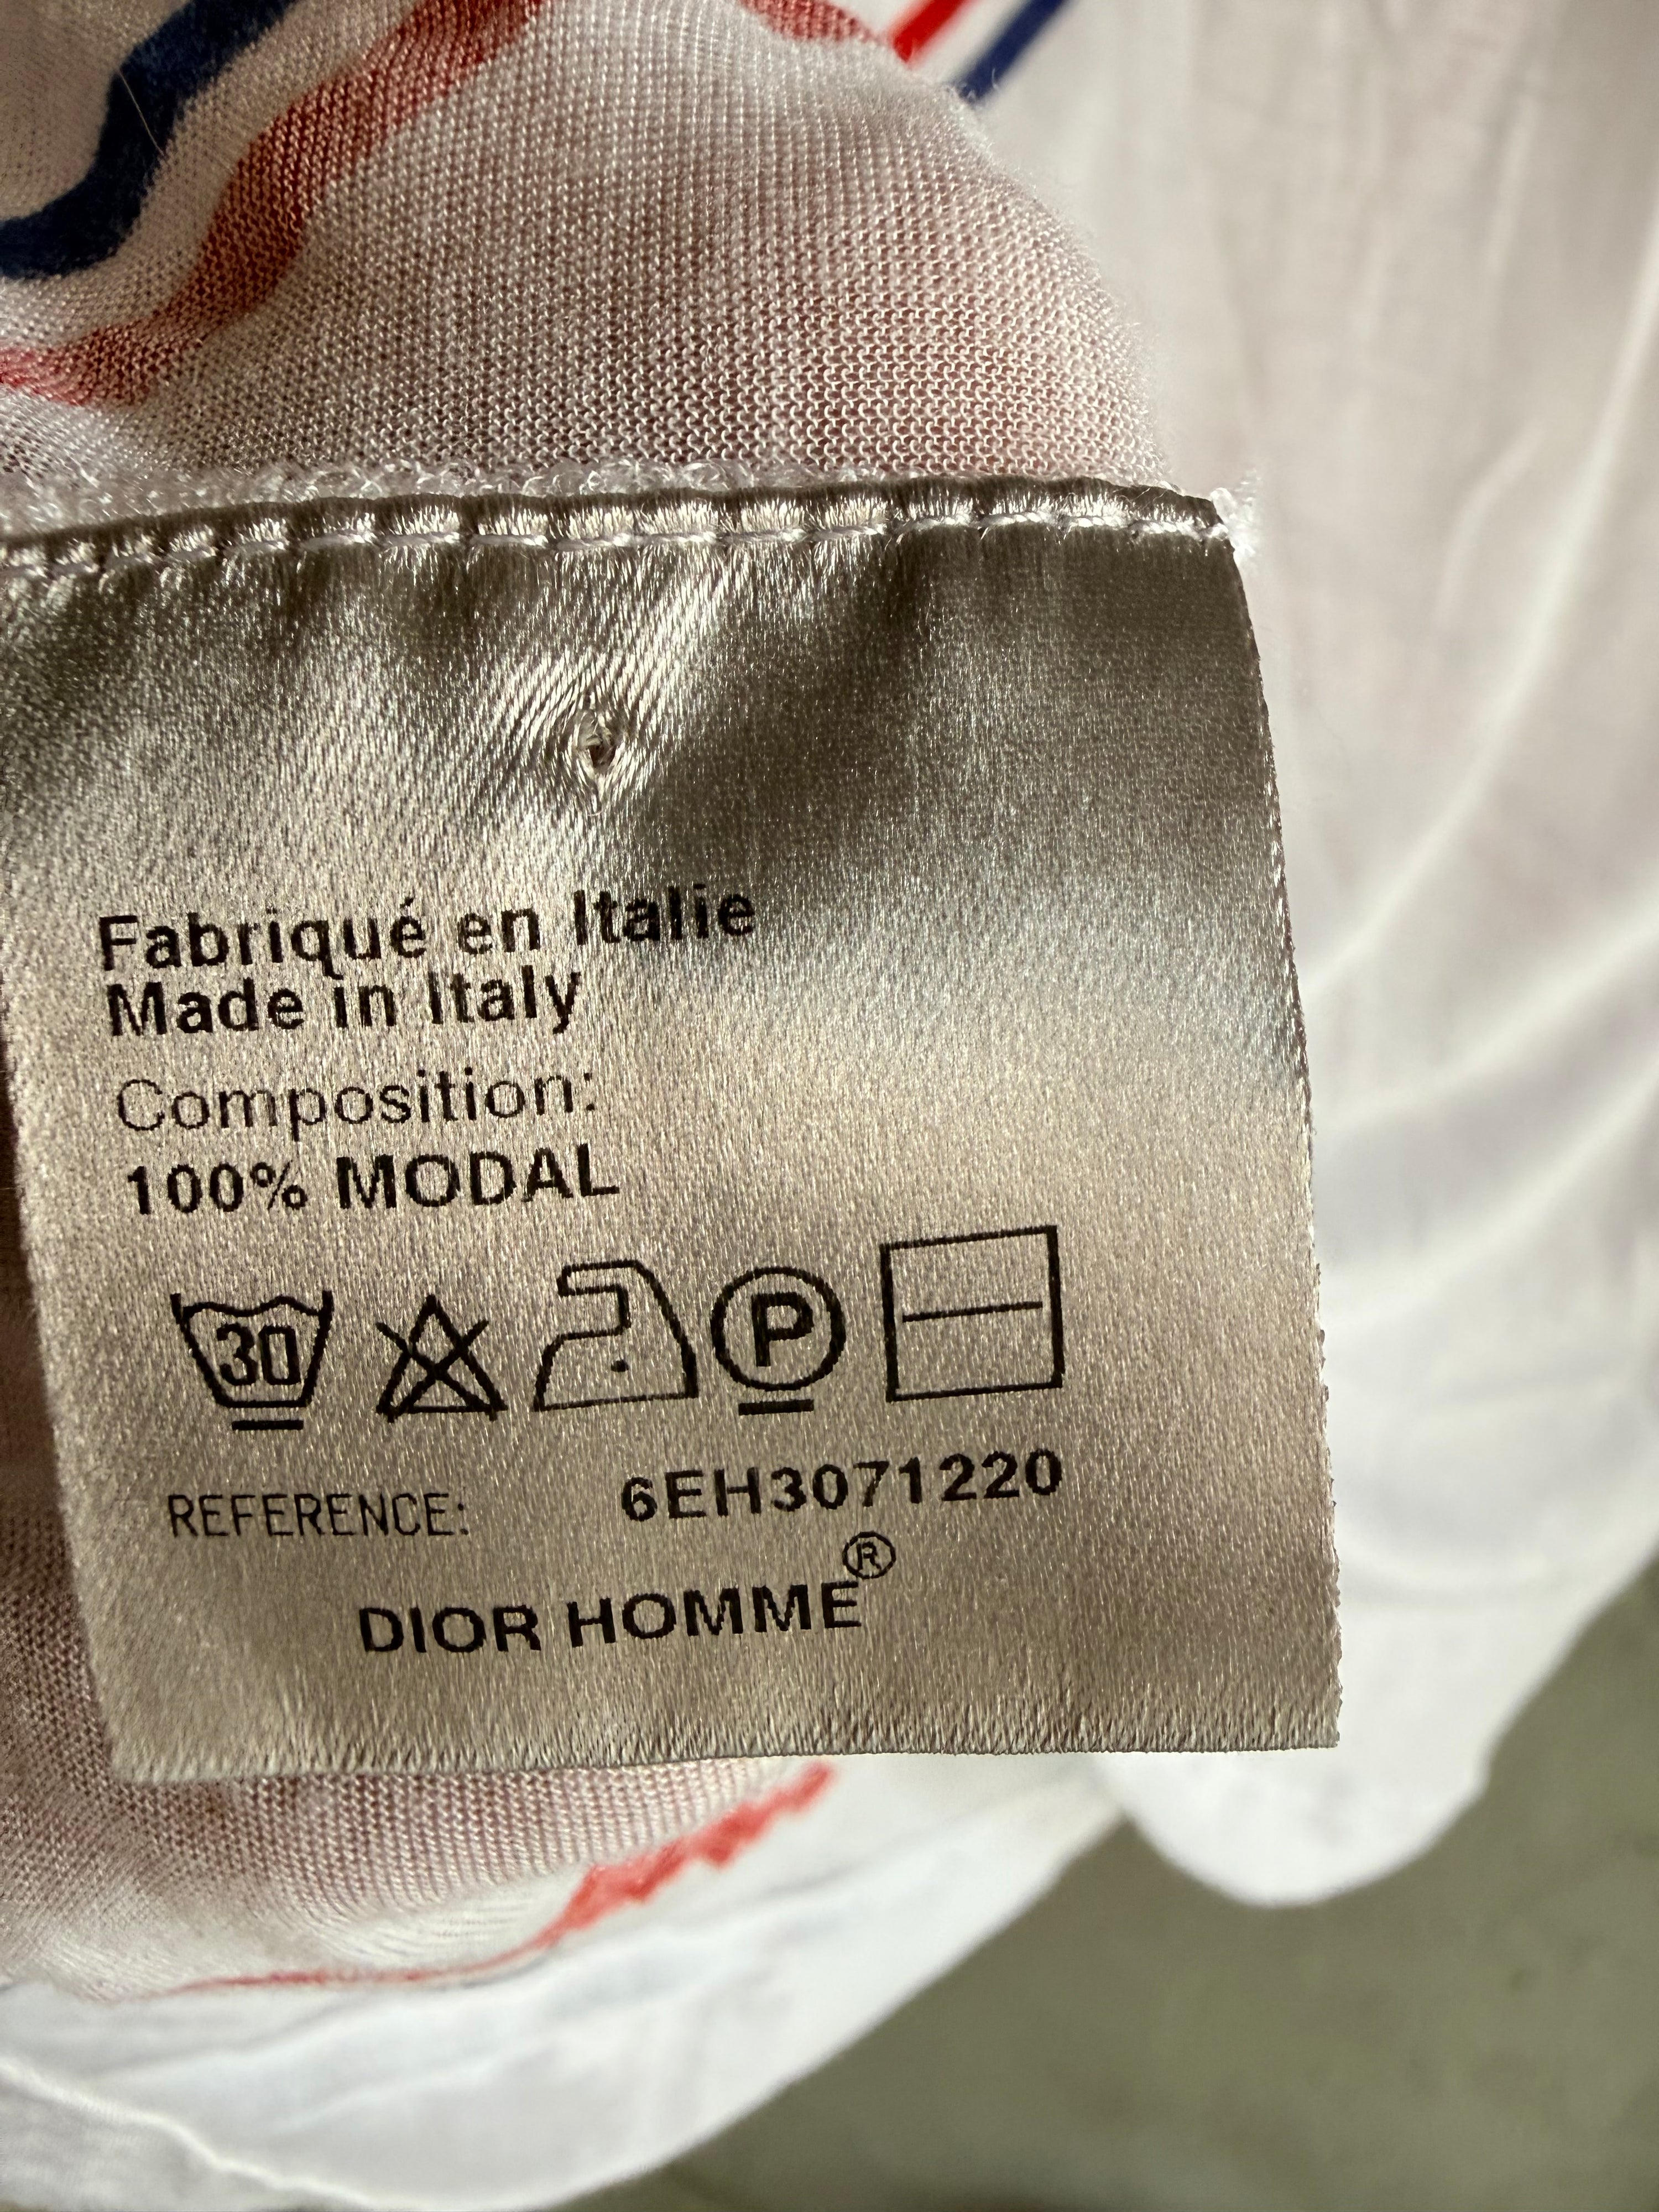 Fabriqué en Italie
Made in Italy
Composition:
100% MODAL
30 P
REFERENCE: 6EH3071220
DIOR HOMME®